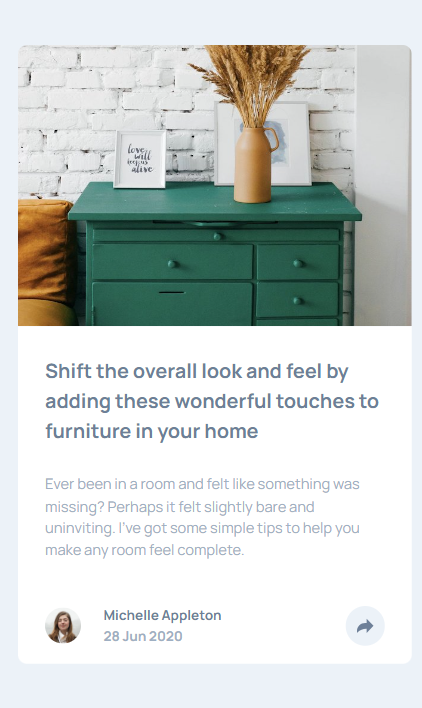 love
will
keep us
alive
Shift the overall look and feel by
adding these wonderful touches to
furniture in your home
Ever been in a room and felt like something was
missing? Perhaps it felt slightly bare and
uninviting. I've got some simple tips to help you
make any room feel complete.
Michelle Appleton
28 Jun 2020